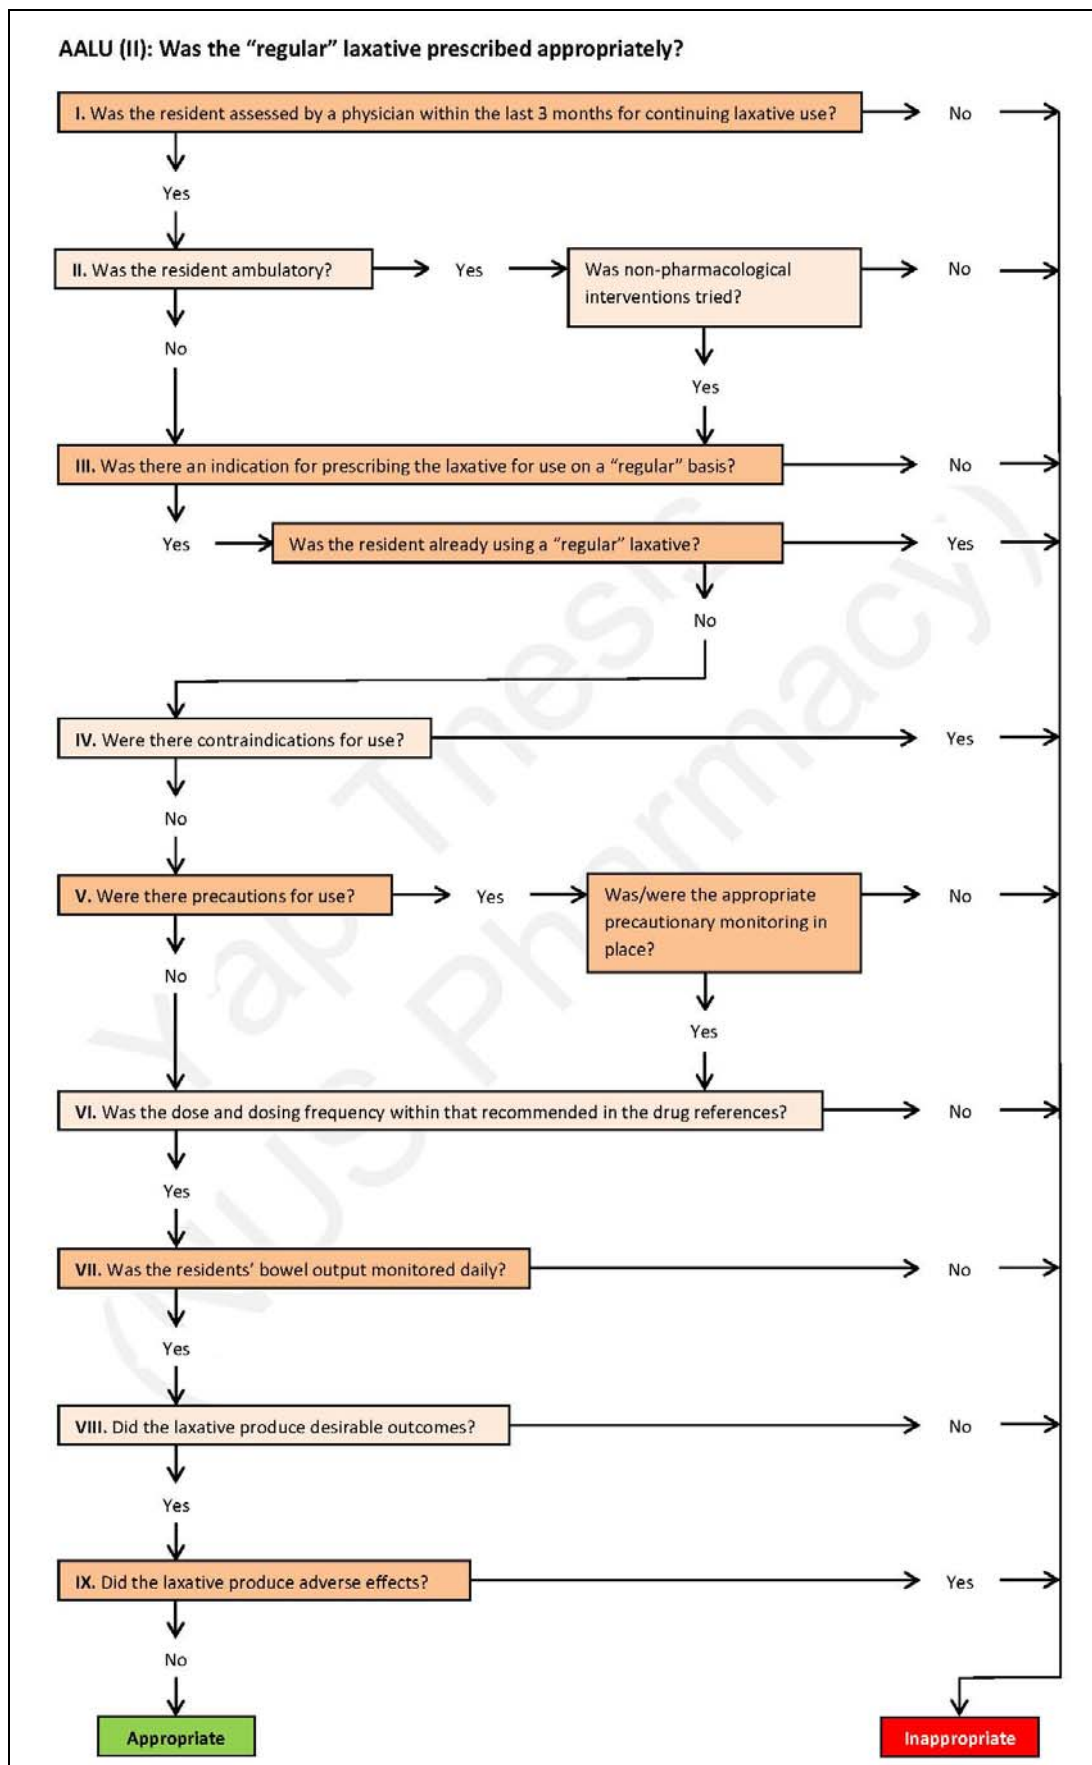 AALU (II): Was the “regular” laxative prescribed appropriately?
I. Was the resident assessed by a physician within the last 3 months for continuing laxative use?
No
Yes
II. Was the resident ambulatory?
Yes
Was non-pharmacological
interventions tried?
No
No
Yes
III. Was there an indication for prescribing the laxative for use on a “regular” basis?
No
Yes
Was the resident already using a “regular” laxative?
Yes
No
IV. Were there contraindications for use?
Yes
No
V. Were there precautions for use?
Yes
Was/were the appropriate
precautionary monitoring in
place?
No
No
Yes
VI. Was the dose and dosing frequency within that recommended in the drug references?
No
Yes
VII. Was the residents’ bowel output monitored daily?
No
Yes
VIII. Did the laxative produce desirable outcomes?
No
Yes
IX. Did the laxative produce adverse effects?
Yes
No
Appropriate
Inappropriate
Yap Thesis
(NUS Pharmacy)